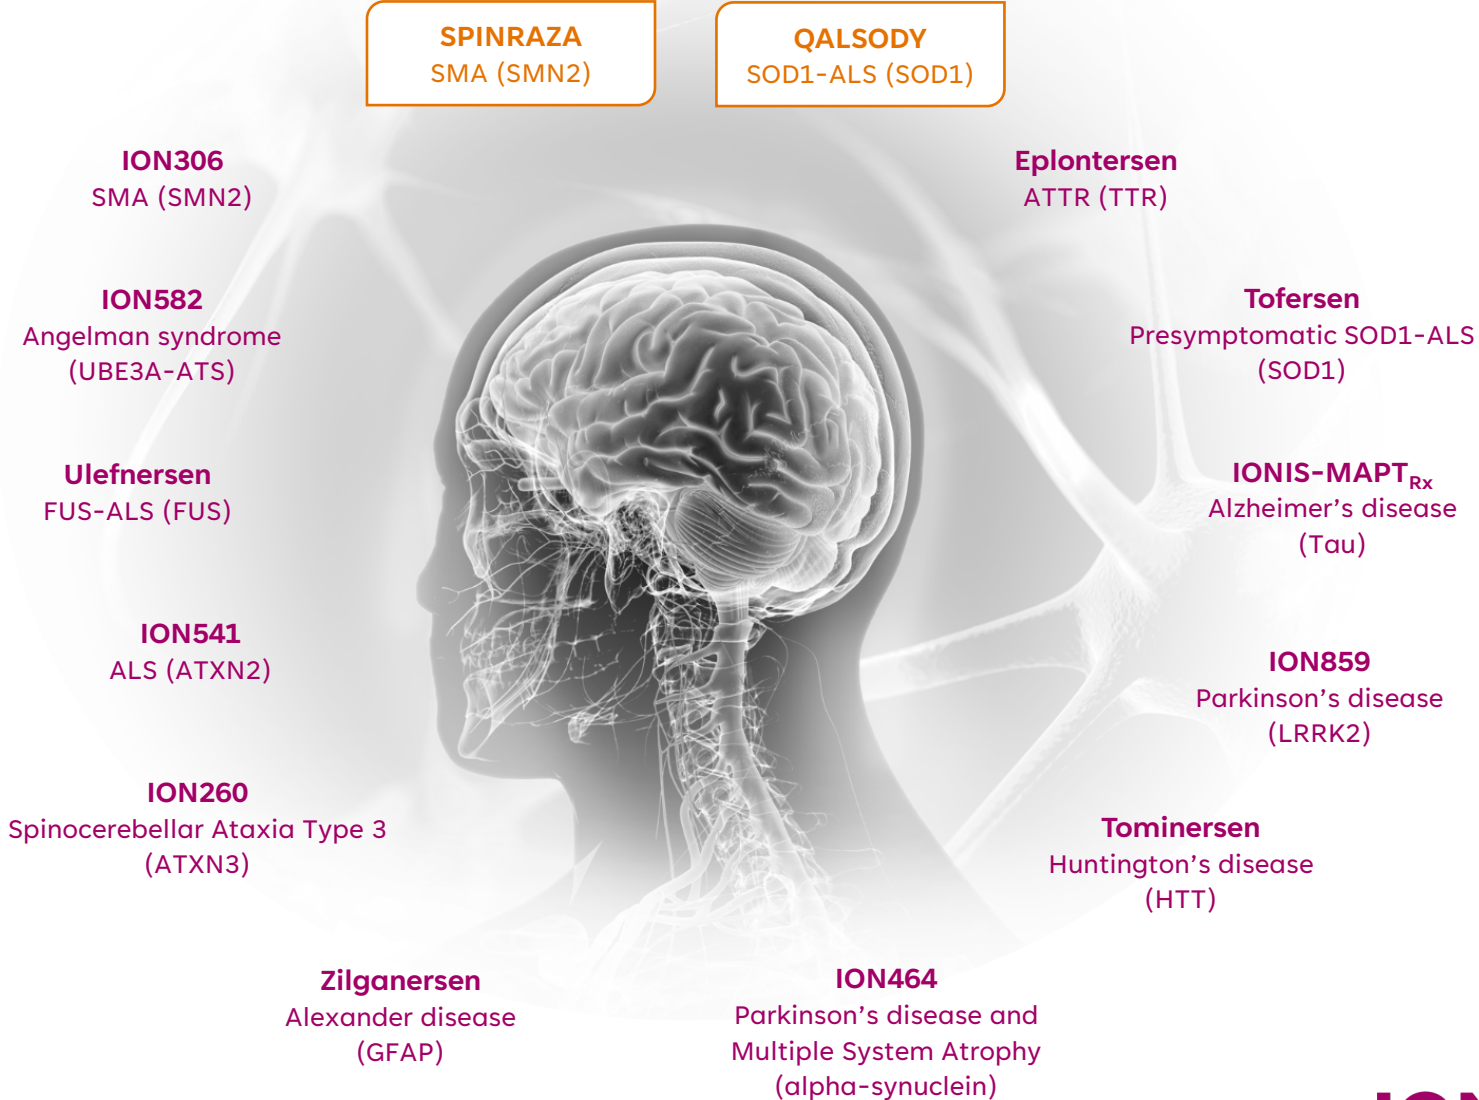 SPINRAZA
SMA (SMN2)
QALSODY
SOD1-ALS (SOD1)
ION306
SMA (SMN2)
ION582
Angelman syndrome
(UBE3A-ATS)
Ulefnersen
FUS-ALS (FUS)
ION541
ALS (ATXN2)
ION260
Spinocerebellar Ataxia Type 3
(ATXN3)
Zilganersen
Alexander disease
(GFAP)
Eplontersen
ATTR (TTR)
Tofersen
Presymptomatic SOD1-ALS
(SOD1)
IONIS-MAPTRx
Alzheimer’s disease
(Tau)
ION859
Parkinson’s disease
(LRRK2)
Tominersen
Huntington’s disease
(HTT)
ION464
Parkinson’s disease and
Multiple System Atrophy
(alpha-synuclein)